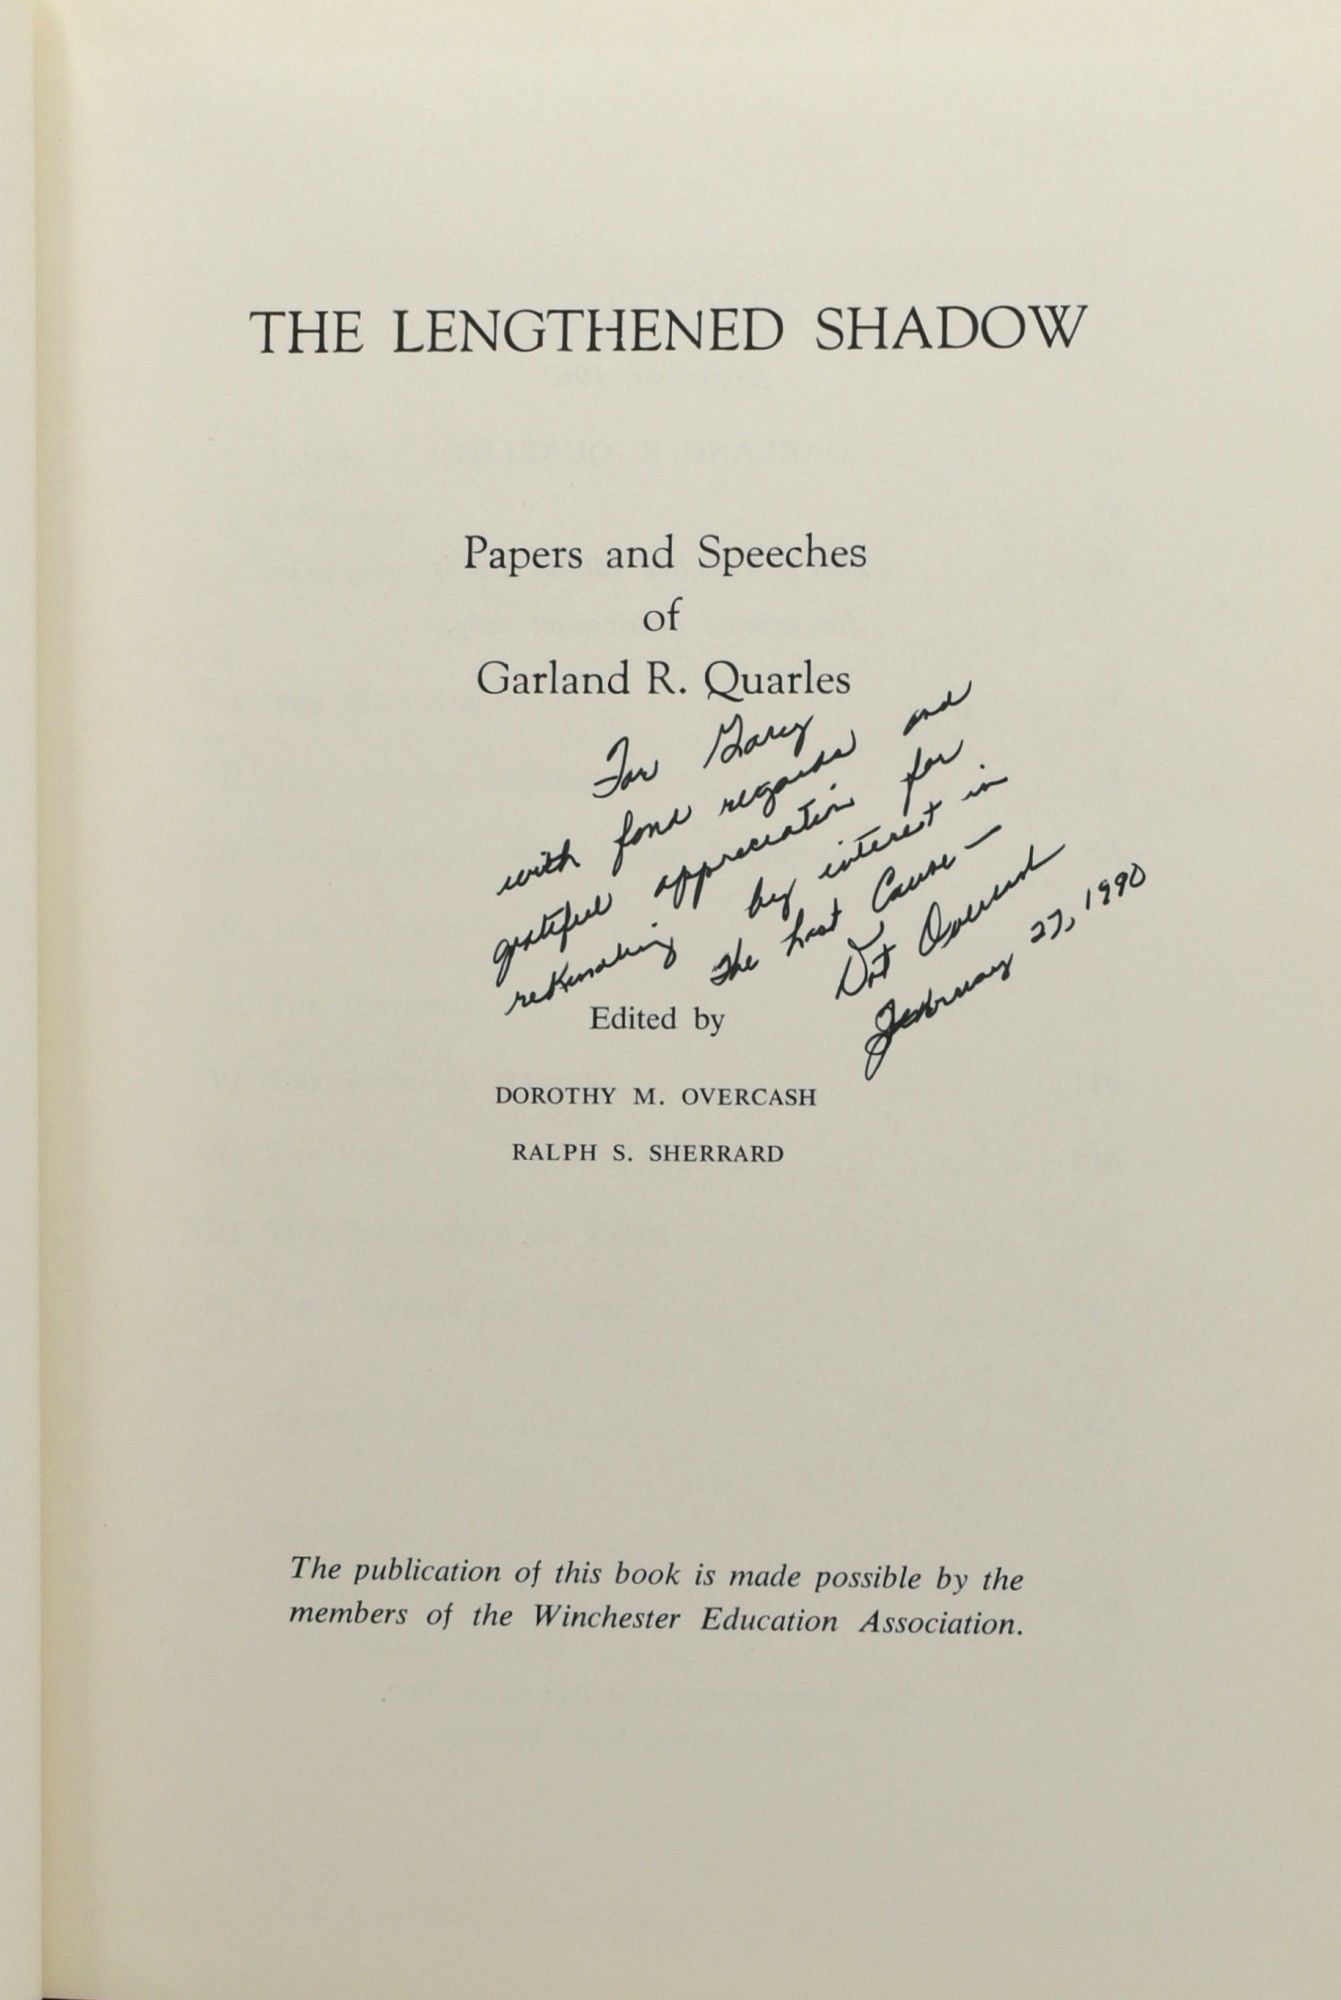 THE LENGTHENED SHADOW
Papers and Speeches
of
Garland R. Quarles
For Gary
with fond regards and
grateful appreciation for
rekindling my interest in
the Lost Cause —
Dot Overcash
February 27, 1990
Edited by
DOROTHY M. OVERCASH
RALPH S. SHERRARD
The publication of this book is made possible by the
members of the Winchester Education Association.